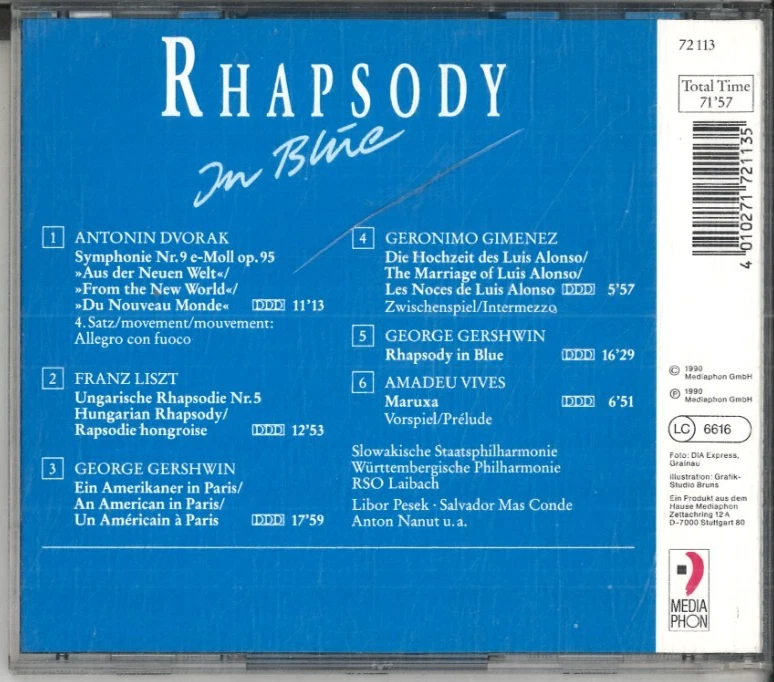 RHAPSODY
In Blue
1 ANTONIN DVORAK
Symphonie Nr. 9 e-Moll op. 95
»Aus der Neuen Welt«/
»From the New World«/
»Du Nouveau Monde« DDD 11'13
4. Satz/movement/mouvement:
Allegro con fuoco
2 FRANZ LISZT
Ungarische Rhapsodie Nr. 5
Hungarian Rhapsody/
Rapsodie hongroise DDD 12'53
3 GEORGE GERSHWIN
Ein Amerikaner in Paris/
An American in Paris/
Un Américain à Paris DDD 17'59
4 GERONIMO GIMENEZ
Die Hochzeit des Luis Alonso/
The Marriage of Luis Alonso/
Les Noces de Luis Alonso DDD 5'57
Zwischenspiel/Intermezzo
5 GEORGE GERSHWIN
Rhapsody in Blue DDD 16'29
6 AMADEU VIVES
Maruxa DDD 6'51
Vorspiel/Prélude
Slowakische Staatsphilharmonie
Württembergische Philharmonie
RSO Laibach
Libor Pesek · Salvador Mas Conde
Anton Nanut u. a.
72 113
Total Time
71'57
4 010271 721135
© 1990
Mediaphon GmbH
℗ 1990
Mediaphon GmbH
LC 6616
Foto: DIA Express,
Grainau
Illustration: Grafik-
Studio Bruns
Ein Produkt aus dem
Hause Mediaphon
Zettachring 12 A
D-7000 Stuttgart 80
MEDIA
PHON